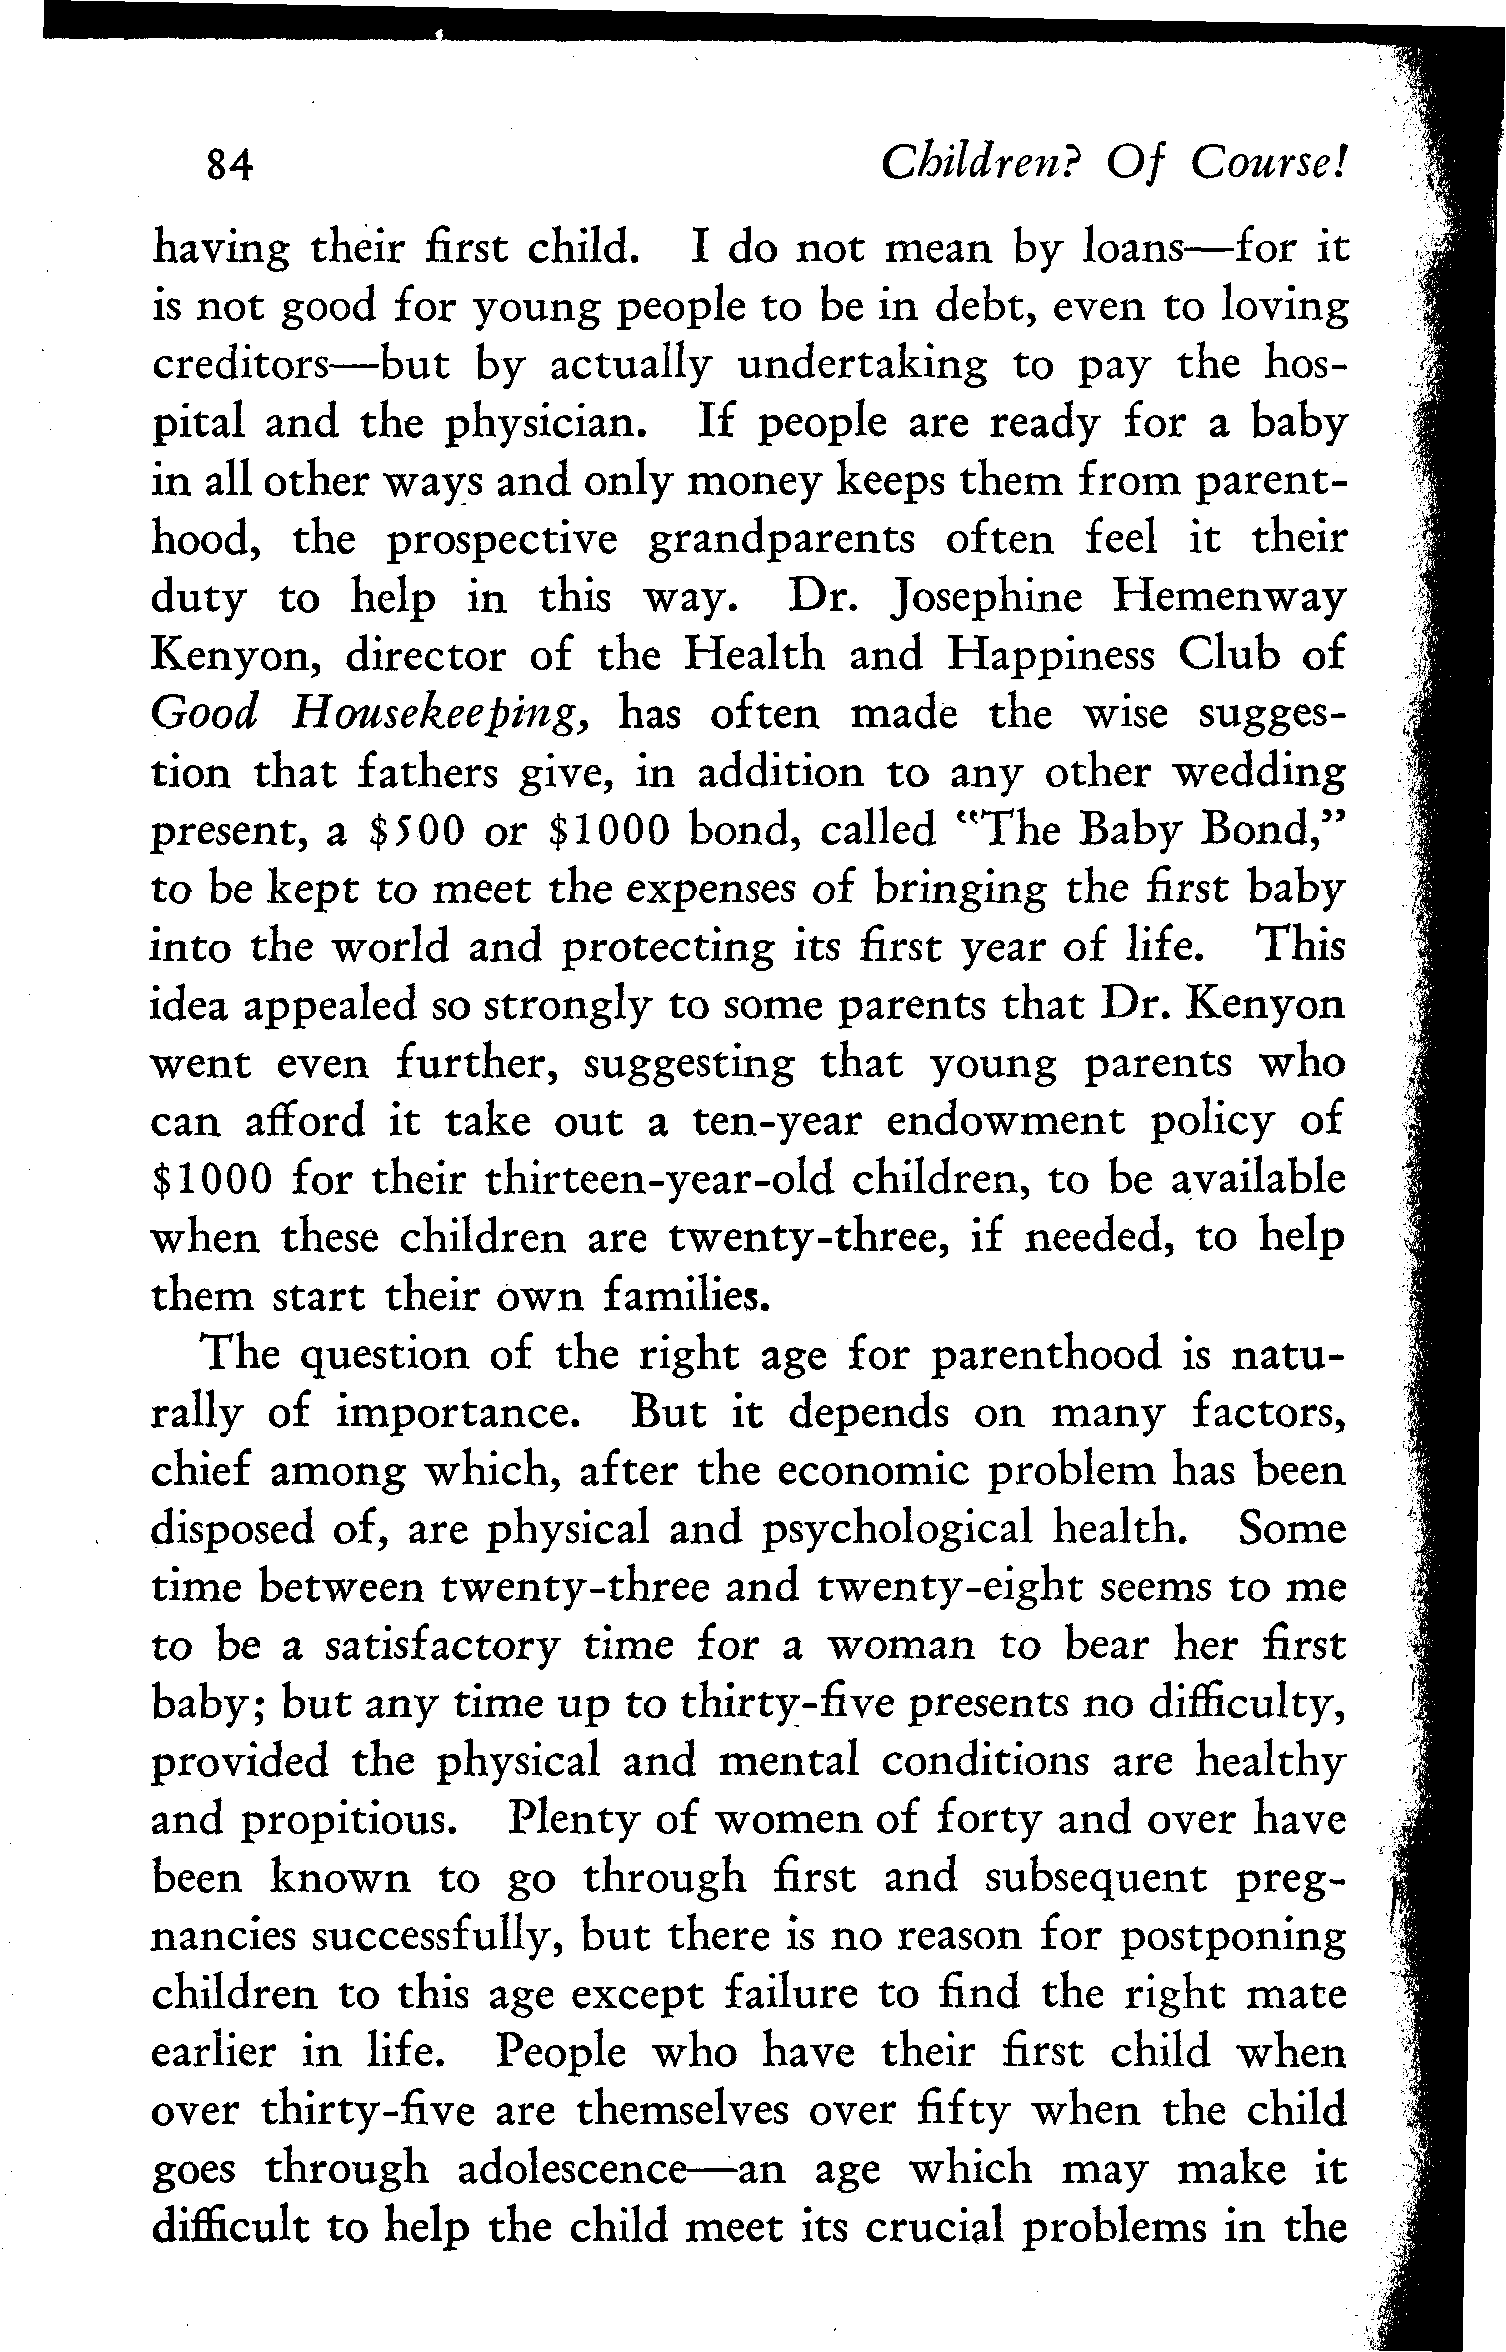 84 Children? Of Course!
having their first child. I do not mean by loans—for it
is not good for young people to be in debt, even to loving
creditors—but by actually undertaking to pay the hos-
pital and the physician. If people are ready for a baby
in all other ways and only money keeps them from parent-
hood, the prospective grandparents often feel it their
duty to help in this way. Dr. Josephine Hemenway
Kenyon, director of the Health and Happiness Club of
Good Housekeeping, has often made the wise sugges-
tion that fathers give, in addition to any other wedding
present, a $500 or $1000 bond, called "The Baby Bond,"
to be kept to meet the expenses of bringing the first baby
into the world and protecting its first year of life. This
idea appealed so strongly to some parents that Dr. Kenyon
went even further, suggesting that young parents who
can afford it take out a ten-year endowment policy of
$1000 for their thirteen-year-old children, to be available
when these children are twenty-three, if needed, to help
them start their own families.
The question of the right age for parenthood is natu-
rally of importance. But it depends on many factors,
chief among which, after the economic problem has been
disposed of, are physical and psychological health. Some
time between twenty-three and twenty-eight seems to me
to be a satisfactory time for a woman to bear her first
baby; but any time up to thirty-five presents no difficulty,
provided the physical and mental conditions are healthy
and propitious. Plenty of women of forty and over have
been known to go through first and subsequent preg-
nancies successfully, but there is no reason for postponing
children to this age except failure to find the right mate
earlier in life. People who have their first child when
over thirty-five are themselves over fifty when the child
goes through adolescence—an age which may make it
difficult to help the child meet its crucial problems in the